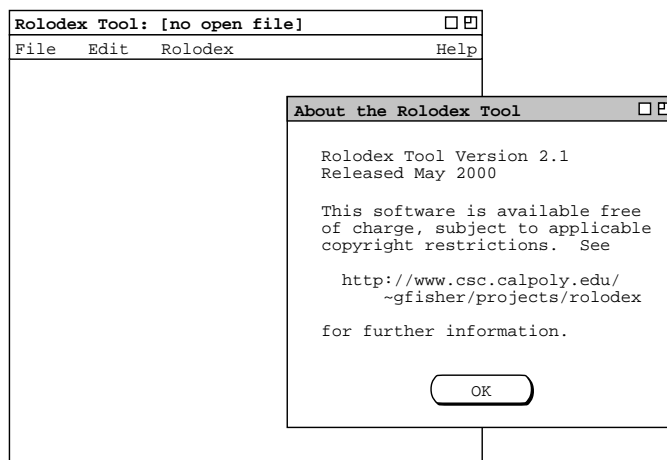 Rolodex Tool: [no open file]
File Edit Rolodex Help
About the Rolodex Tool
Rolodex Tool Version 2.1
Released May 2000
This software is available free
of charge, subject to applicable
copyright restrictions. See
http://www.csc.calpoly.edu/
~gfisher/projects/rolodex
for further information.
OK